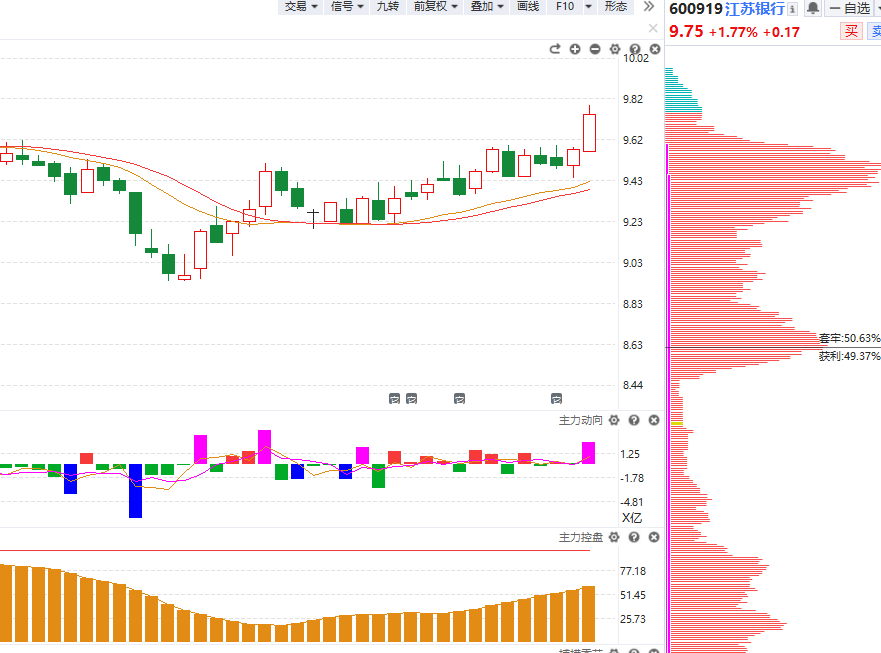 交易 信号 九转 前复权 叠加 画线 F10 形态
600919 江苏银行 自选
9.75 +1.77% +0.17 买
10.02
9.82
9.62
9.43
9.23
9.03
8.83
8.63
8.44
套牢:50.63%
获利:49.37%
主力动向
1.25
-1.78
-4.81
X亿
主力控盘
77.18
51.45
25.73